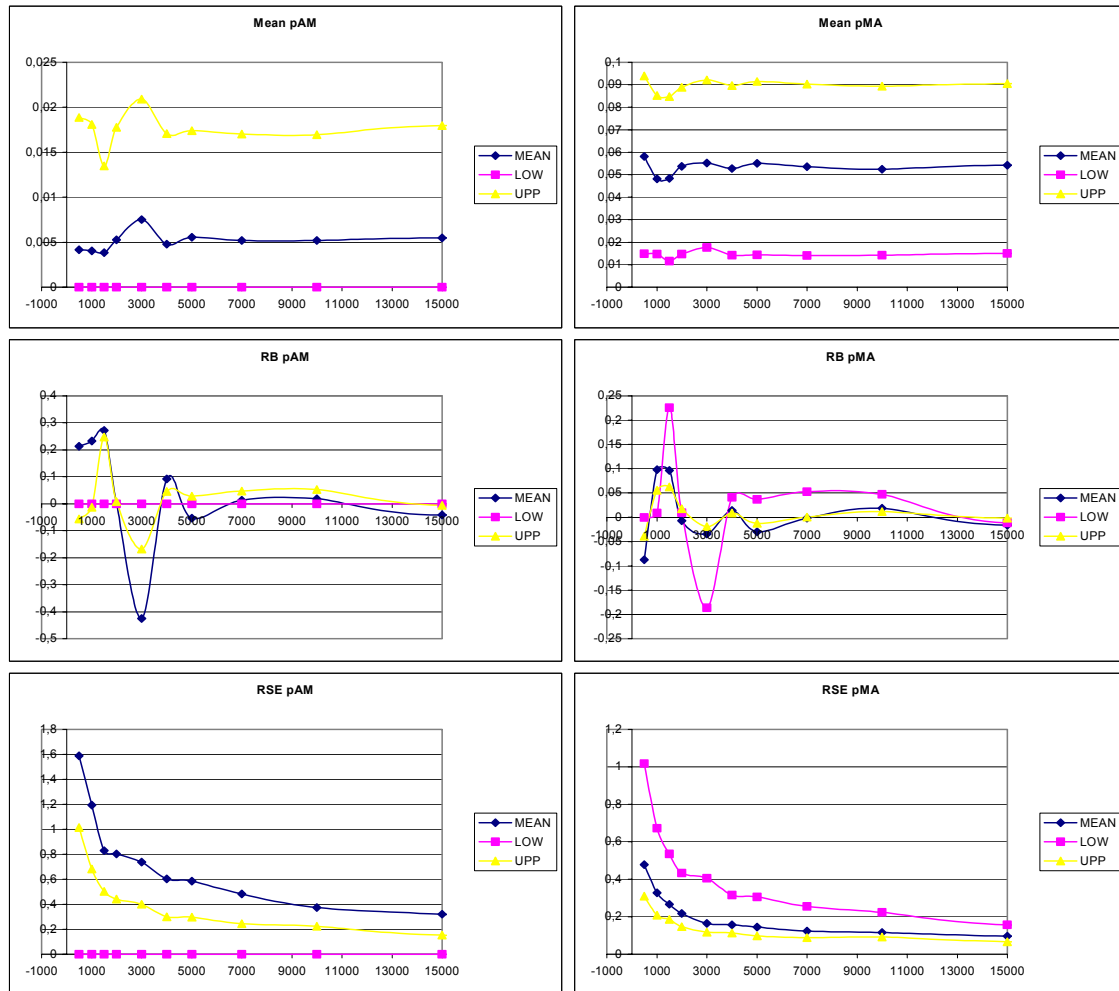 Mean pAM
0,025
0,02
0,015
0,01
0,005
0
-1000 1000 3000 5000 7000 9000 11000 13000 15000
MEAN
LOW
UPP
Mean pMA
0,1
0,09
0,08
0,07
0,06
0,05
0,04
0,03
0,02
0,01
0
-1000 1000 3000 5000 7000 9000 11000 13000 15000
MEAN
LOW
UPP
RB pAM
0,4
0,3
0,2
0,1
0
-1000 1000 3000 5000 7000 9000 11000 13000 15000
-0,1
-0,2
-0,3
-0,4
-0,5
MEAN
LOW
UPP
RB pMA
0,25
0,2
0,15
0,1
0,05
0
-1000 1000 3000 5000 7000 9000 11000 13000 15000
-0,05
-0,1
-0,15
-0,2
-0,25
MEAN
LOW
UPP
RSE pAM
1,8
1,6
1,4
1,2
1
0,8
0,6
0,4
0,2
0
-1000 1000 3000 5000 7000 9000 11000 13000 15000
MEAN
LOW
UPP
RSE pMA
1,2
1
0,8
0,6
0,4
0,2
0
-1000 1000 3000 5000 7000 9000 11000 13000 15000
MEAN
LOW
UPP